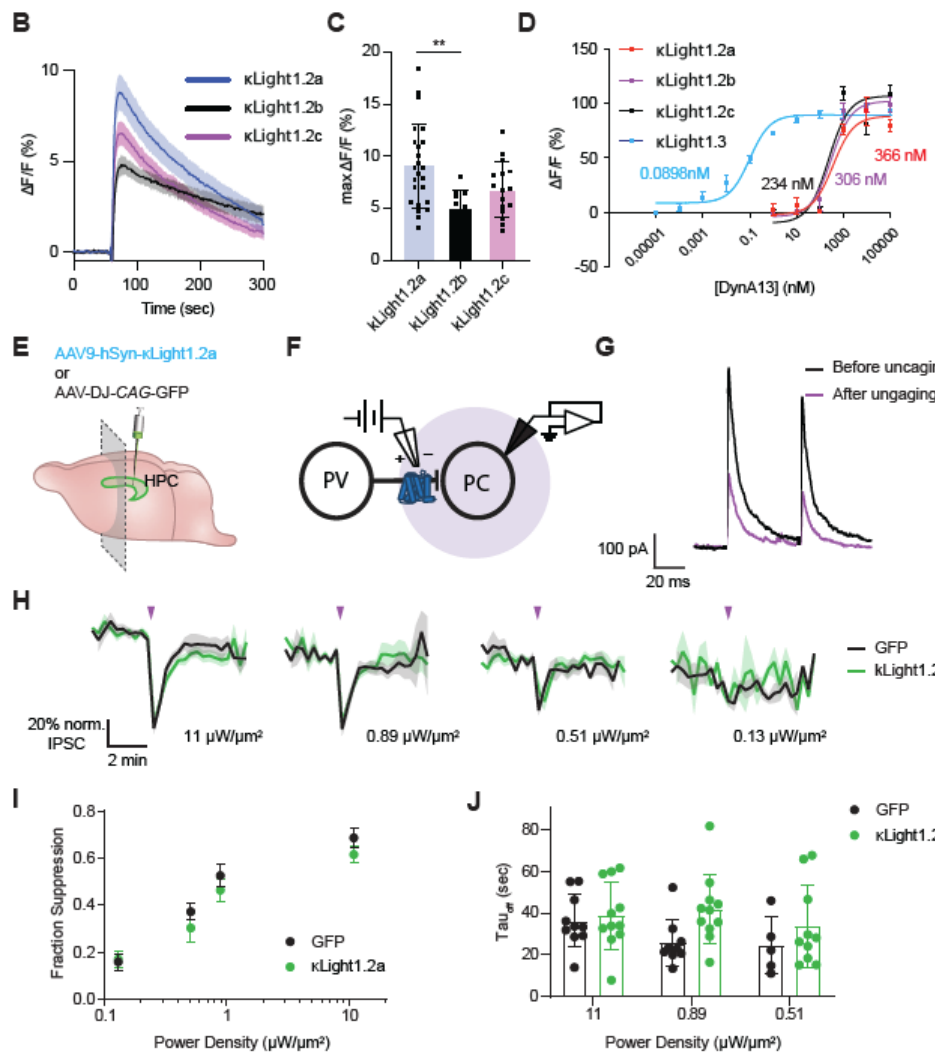 B
κLight1.2a
κLight1.2b
κLight1.2c
ΔF/F (%)
10
5
0
0
100
200
300
Time (sec)
C
**
max ΔF/F (%)
20
15
10
5
0
kLight1.2a
kLight1.2b
kLight1.2c
D
κLight1.2a
κLight1.2b
κLight1.2c
κLight1.3
ΔF/F (%)
150
100
50
0
-50
0.0898nM
234 nM
306 nM
366 nM
0.00001
0.001
0.1
10
1000
100000
[DynA13] (nM)
E
AAV9-hSyn-κLight1.2a
or
AAV-DJ-CAG-GFP
HPC
F
PV
+
−
PC
G
Before uncagin
After ungaging
100 pA
20 ms
H
GFP
kLight1.2
20% norm.
IPSC
2 min
11 µW/µm²
0.89 µW/µm²
0.51 µW/µm²
0.13 µW/µm²
I
Fraction Suppression
0.8
0.6
0.4
0.2
0.0
0.1
1
10
GFP
κLight1.2a
Power Density (µW/µm²)
J
GFP
κLight1.2
Tau off (sec)
80
60
40
20
0
11
0.89
0.51
Power Density (µW/µm²)